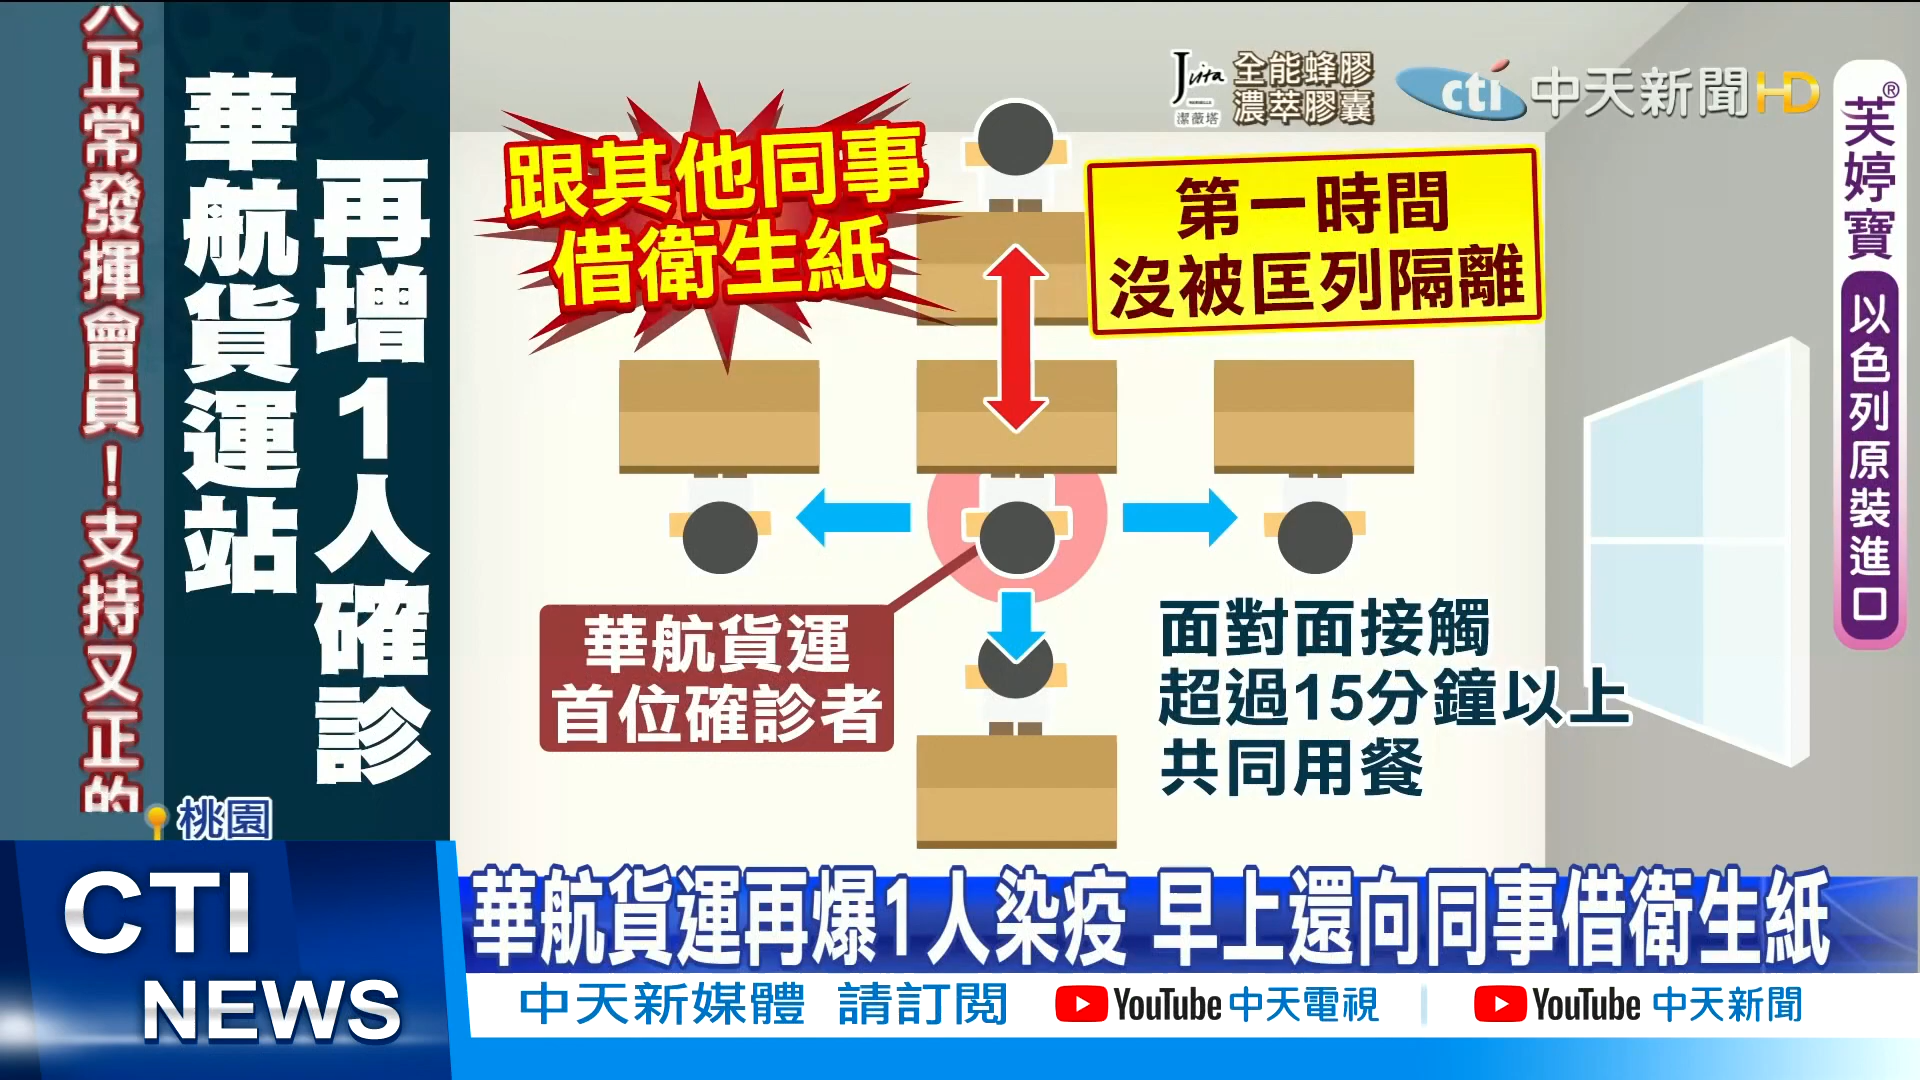 正常發揮會員！支持又正的
華航貨運站
再增1人確診
桃園
跟其他同事
借衛生紙
第一時間
沒被匡列隔離
Jvita
潔薇塔
全能蜂膠
濃萃膠囊
cti 中天新聞HD
芙婷寶®
以色列原裝進口
華航貨運
首位確診者
面對面接觸
超過15分鐘以上
共同用餐
CTI
NEWS
華航貨運再爆1人染疫 早上還向同事借衛生紙
中天新媒體 請訂閱 YouTube 中天電視 YouTube 中天新聞